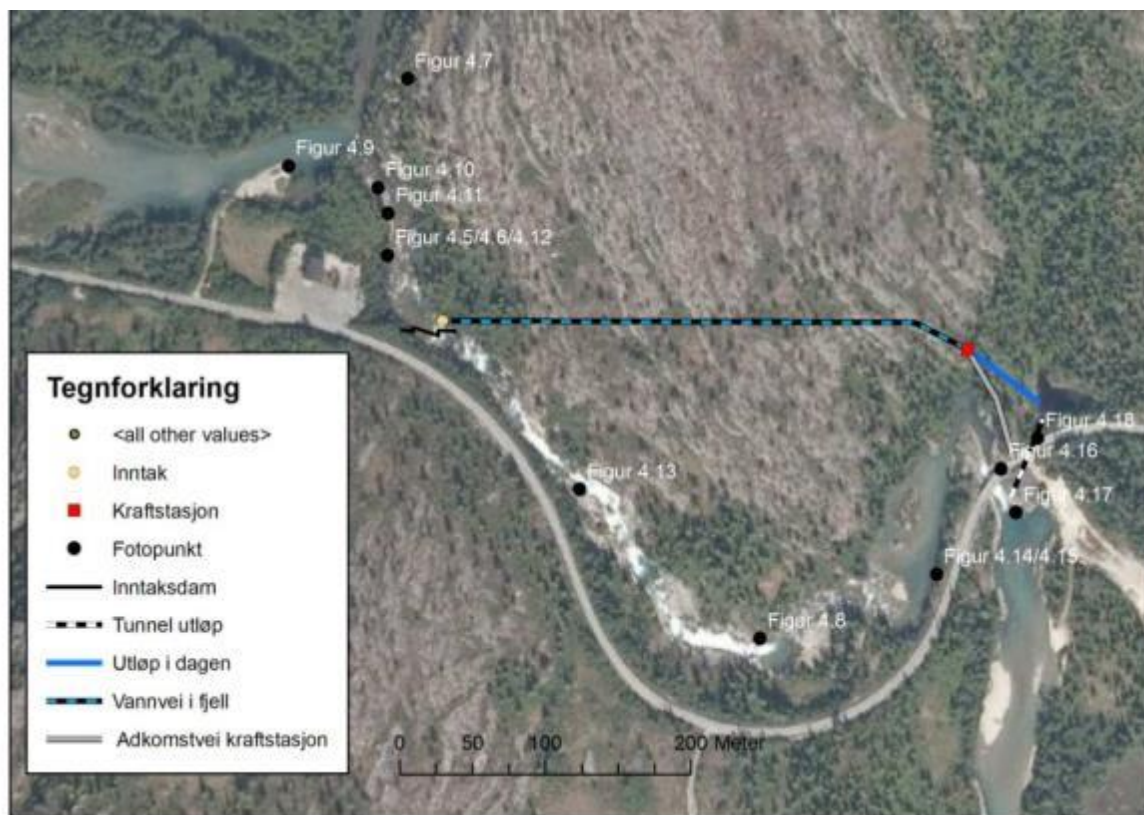 Figur 4.7
Figur 4.9
Figur 4.10
Figur 4.11
Figur 4.5/4.6/4.12
Figur 4.18
Figur 4.16
Figur 4.13
Figur 4.17
Figur 4.14/4.15
Figur 4.8
Tegnforklaring
<all other values>
Inntak
Kraftstasjon
Fotopunkt
Inntaksdam
Tunnel utløp
Utløp i dagen
Vannvei i fjell
Adkomstvei kraftstasjon
0 50 100 200 Meter